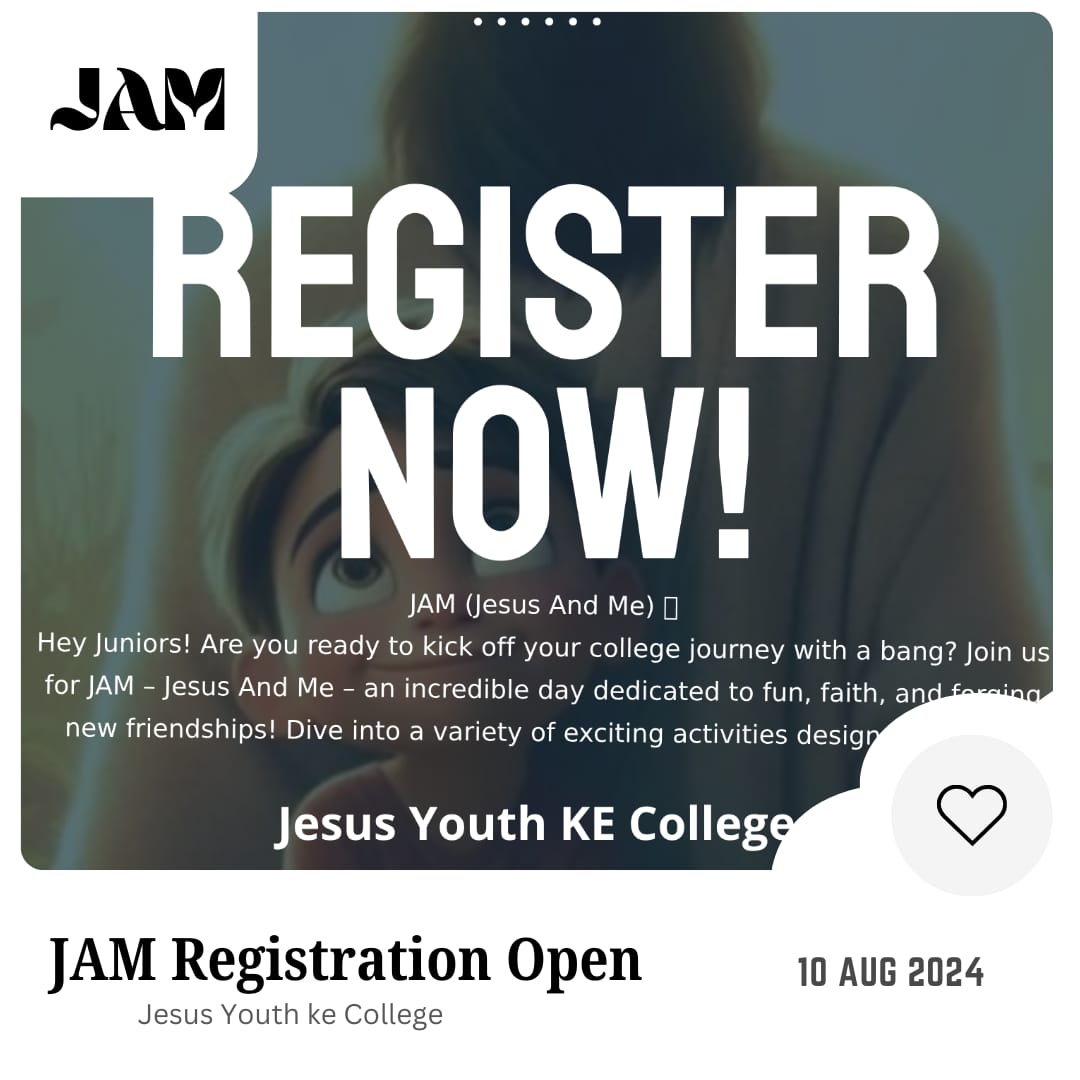 JAM
REGISTER
NOW!
JAM (Jesus And Me)
Hey Juniors! Are you ready to kick off your college journey with a bang? Join us
for JAM – Jesus And Me – an incredible day dedicated to fun, faith, and forging
new friendships! Dive into a variety of exciting activities design
Jesus Youth KE College
JAM Registration Open
Jesus Youth ke College
10 AUG 2024